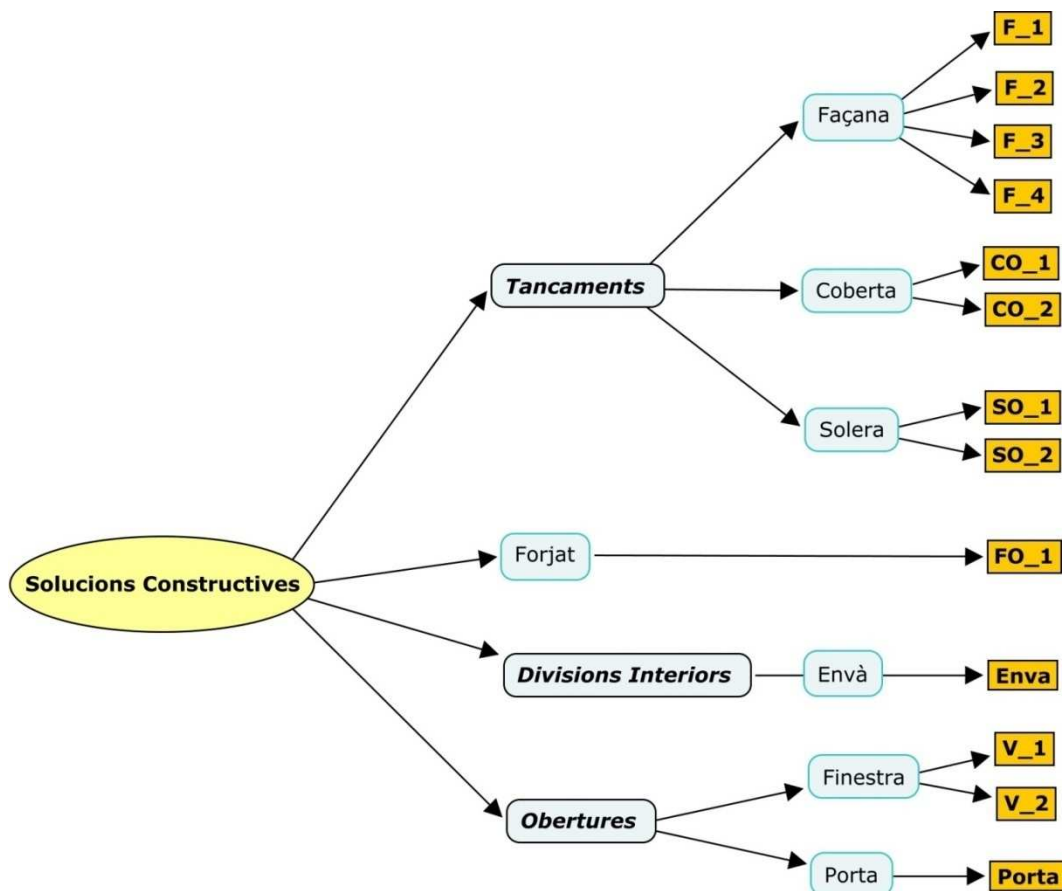 F_1
F_2
Façana
F_3
F_4
CO_1
Tancaments
Coberta
CO_2
SO_1
Solera
SO_2
Forjat
FO_1
Solucions Constructives
Divisions Interiors
Envà
Enva
V_1
Finestra
V_2
Obertures
Porta
Porta